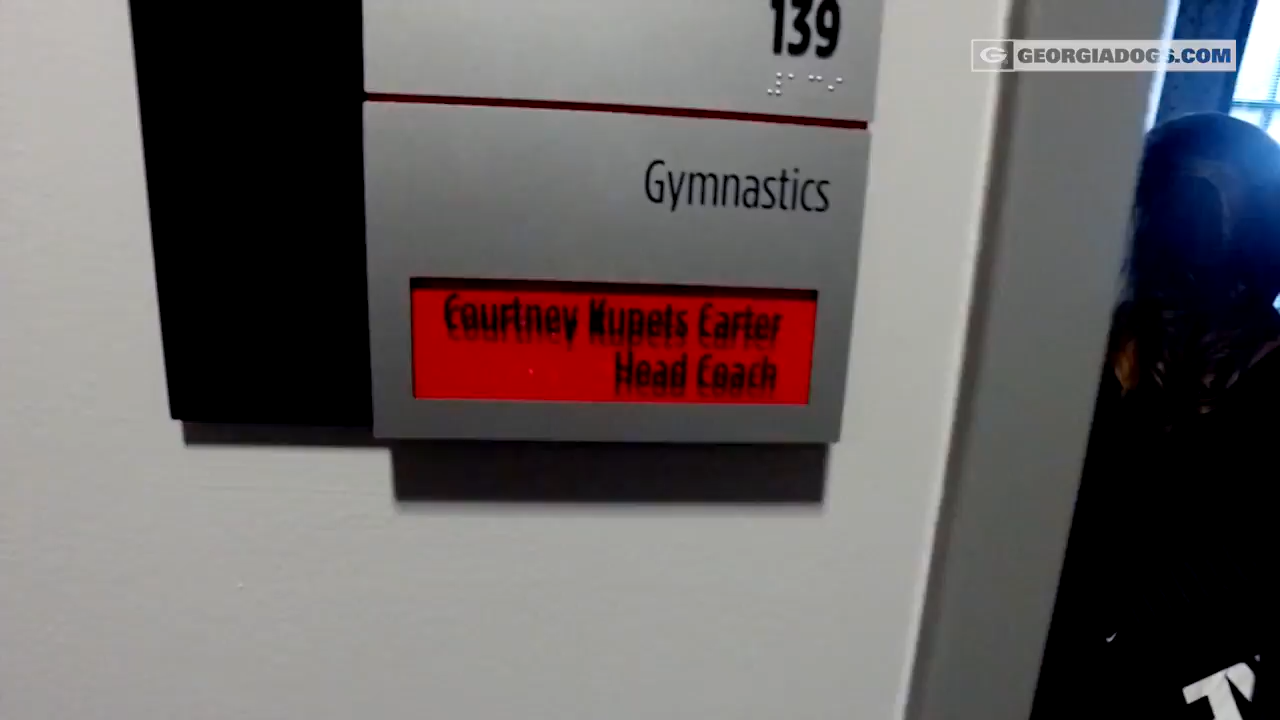 139
G GEORGIADOGS.COM
Gymnastics
Courtney Kupets Carter
Head Coach